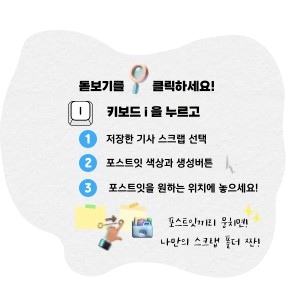 돋보기를 클릭하세요!
I 키보드 i 을 누르고
1 저장한 기사 스크랩 선택
2 포스트잇 색상과 생성버튼
3 포스트잇을 원하는 위치에 놓으세요!
포스트잇끼리 뭉치면!
나만의 스크랩 폴더 짠!